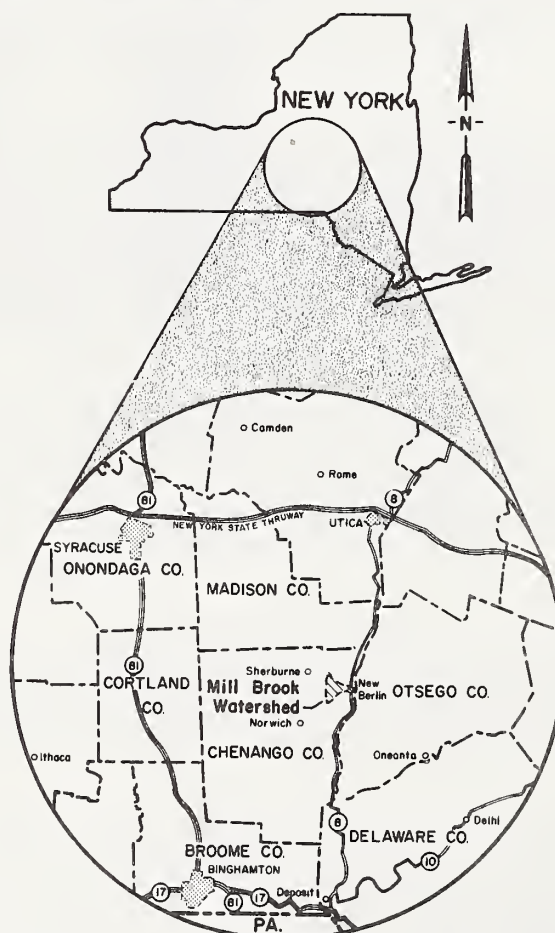 NEW YORK
-N-
Camden
Rome
81
8
NEW YORK STATE THRUWAY
UTICA
SYRACUSE
ONONDAGA CO.
MADISON CO.
81
CORTLAND
CO.
Sherburne
Mill Brook
Watershed
New
Berlin
OTSEGO CO.
Norwich
Ithaca
CHENANGO CO.
Oneonta
8
DELAWARE CO.
Delhi
10
BROOME CO.
BINGHAMTON
17
81
17
Deposit
PA.